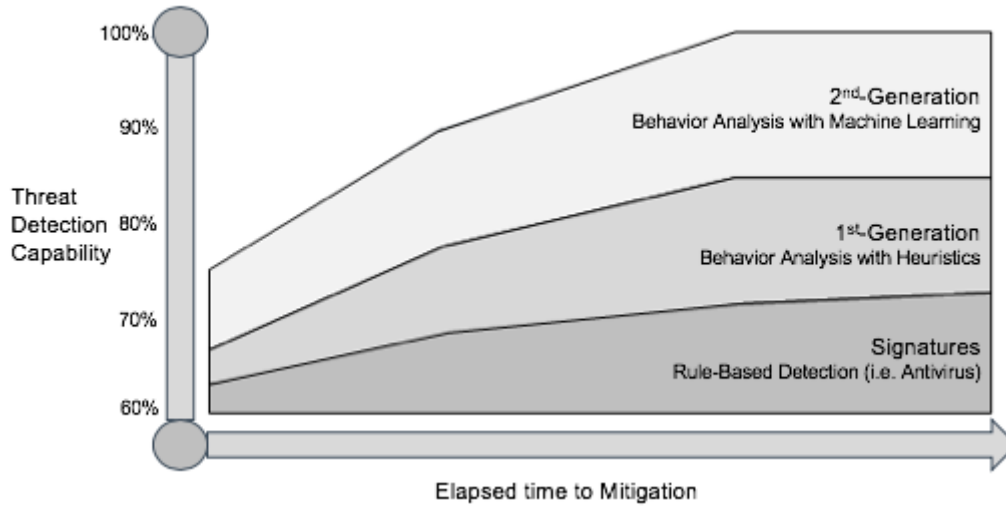 100%
90%
80%
70%
60%
Threat
Detection
Capability
2nd-Generation
Behavior Analysis with Machine Learning
1st-Generation
Behavior Analysis with Heuristics
Signatures
Rule-Based Detection (i.e. Antivirus)
Elapsed time to Mitigation